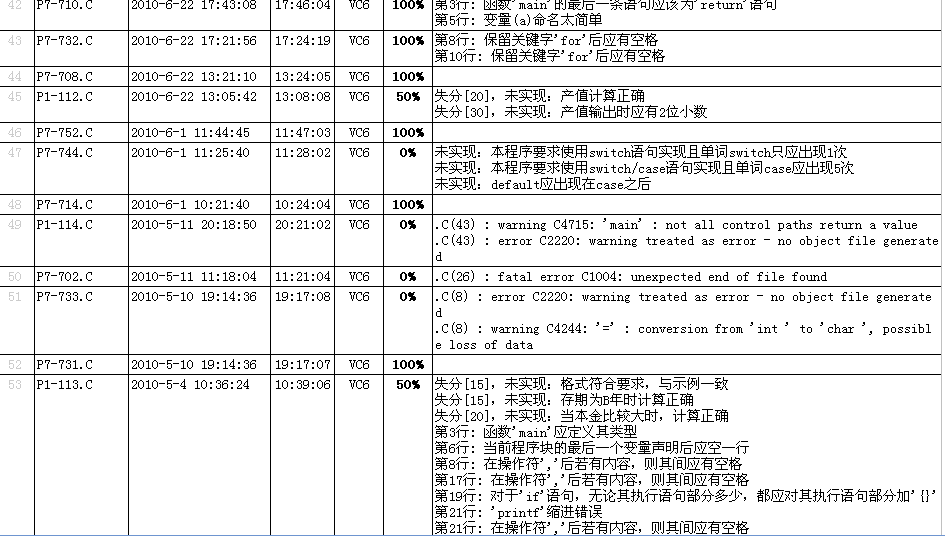 42 P7-710.C 2010-6-22 17:43:08 17:46:04 VC6 100% 第3行: 函数'main'的最后一条语句应该为'return'语句
第5行: 变量(a)命名太简单
43 P7-732.C 2010-6-22 17:21:56 17:24:19 VC6 100% 第8行: 保留关键字'for'后应有空格
第10行: 保留关键字'for'后应有空格
44 P7-708.C 2010-6-22 13:21:10 13:24:05 VC6 100%
45 P1-112.C 2010-6-22 13:05:42 13:08:08 VC6 50% 失分[20], 未实现: 产值计算正确
失分[30], 未实现: 产值输出时应有2位小数
46 P7-752.C 2010-6-1 11:44:45 11:47:03 VC6 100%
47 P7-744.C 2010-6-1 11:25:40 11:28:02 VC6 0% 未实现: 本程序要求使用switch语句实现且单词switch只应出现1次
未实现: 本程序要求使用switch/case语句实现且单词case应出现5次
未实现: default应出现在case之后
48 P7-714.C 2010-6-1 10:21:40 10:24:04 VC6 100%
49 P1-114.C 2010-5-11 20:18:50 20:21:02 VC6 0% .C(43) : warning C4715: 'main' : not all control paths return a value
.C(43) : error C2220: warning treated as error - no object file generate
d
50 P7-702.C 2010-5-11 11:18:04 11:21:04 VC6 0% .C(26) : fatal error C1004: unexpected end of file found
51 P7-733.C 2010-5-10 19:14:36 19:17:08 VC6 0% .C(8) : error C2220: warning treated as error - no object file generate
d
.C(8) : warning C4244: '=' : conversion from 'int ' to 'char ', possibl
e loss of data
52 P7-731.C 2010-5-10 19:14:36 19:17:07 VC6 100%
53 P1-113.C 2010-5-4 10:36:24 10:39:06 VC6 50% 失分[15], 未实现: 格式符合要求, 与示例一致
失分[15], 未实现: 存期为B年时计算正确
失分[20], 未实现: 当本金比较大时, 计算正确
第3行: 函数'main'应定义其类型
第6行: 当前程序块的最后一个变量声明后应空一行
第8行: 在操作符','后若有内容, 则其间应有空格
第17行: 在操作符','后若有内容, 则其间应有空格
第19行: 对于'if'语句, 无论其执行语句部分多少, 都应对其执行语句部分加'{}'
第21行: 'printf'缩进错误
第21行: 在操作符','后若有内容, 则其间应有空格